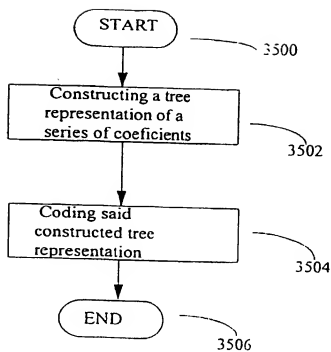 START
3500
Constructing a tree
representation of a
series of coeficients
3502
Coding said
constructed tree
representation
3504
END
3506